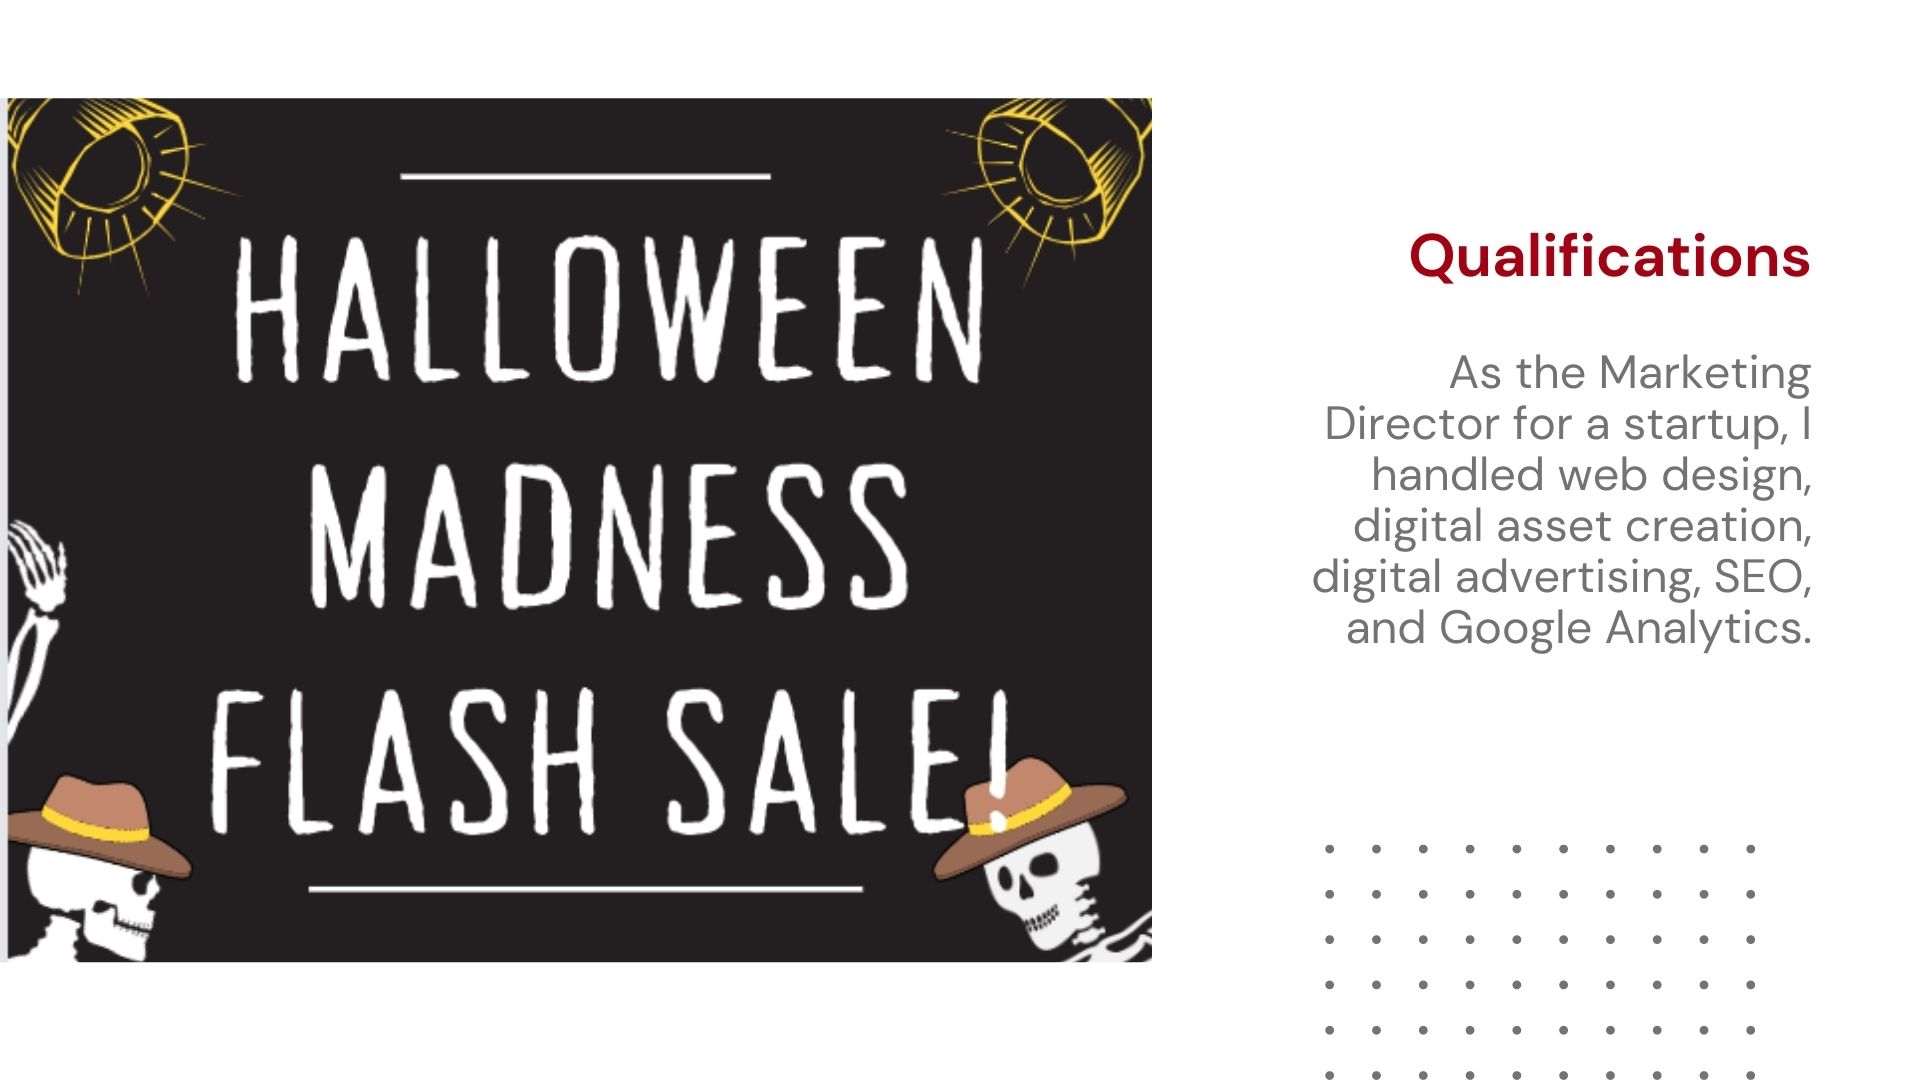 HALLOWEEN
MADNESS
FLASH SALE!
Qualifications
As the Marketing
Director for a startup, I
handled web design,
digital asset creation,
digital advertising, SEO,
and Google Analytics.